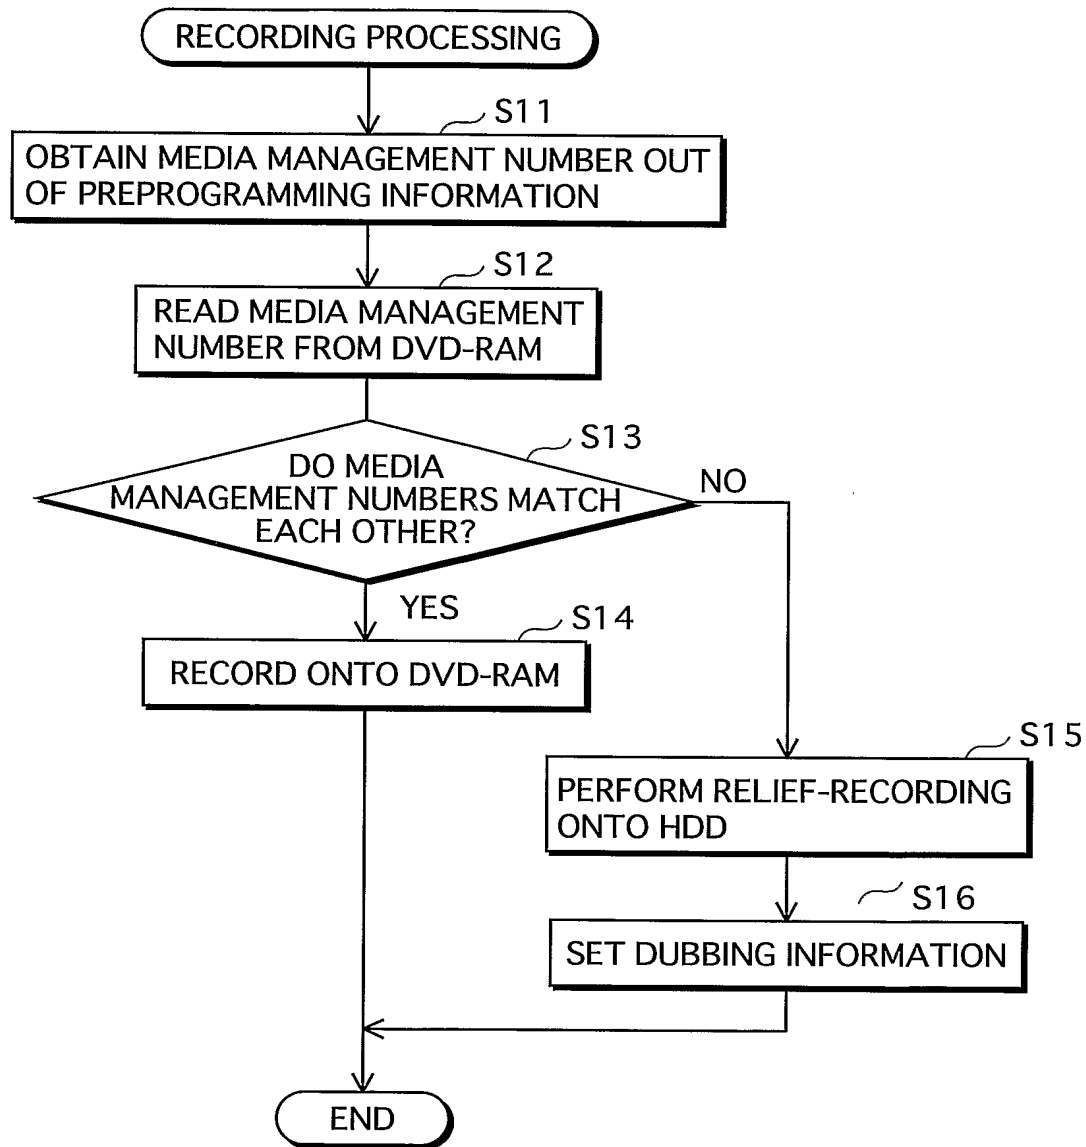 RECORDING PROCESSING
S11
OBTAIN MEDIA MANAGEMENT NUMBER OUT
OF PREPROGRAMMING INFORMATION
S12
READ MEDIA MANAGEMENT
NUMBER FROM DVD-RAM
S13
DO MEDIA
MANAGEMENT NUMBERS MATCH
EACH OTHER?
NO
YES
S14
RECORD ONTO DVD-RAM
S15
PERFORM RELIEF-RECORDING
ONTO HDD
S16
SET DUBBING INFORMATION
END